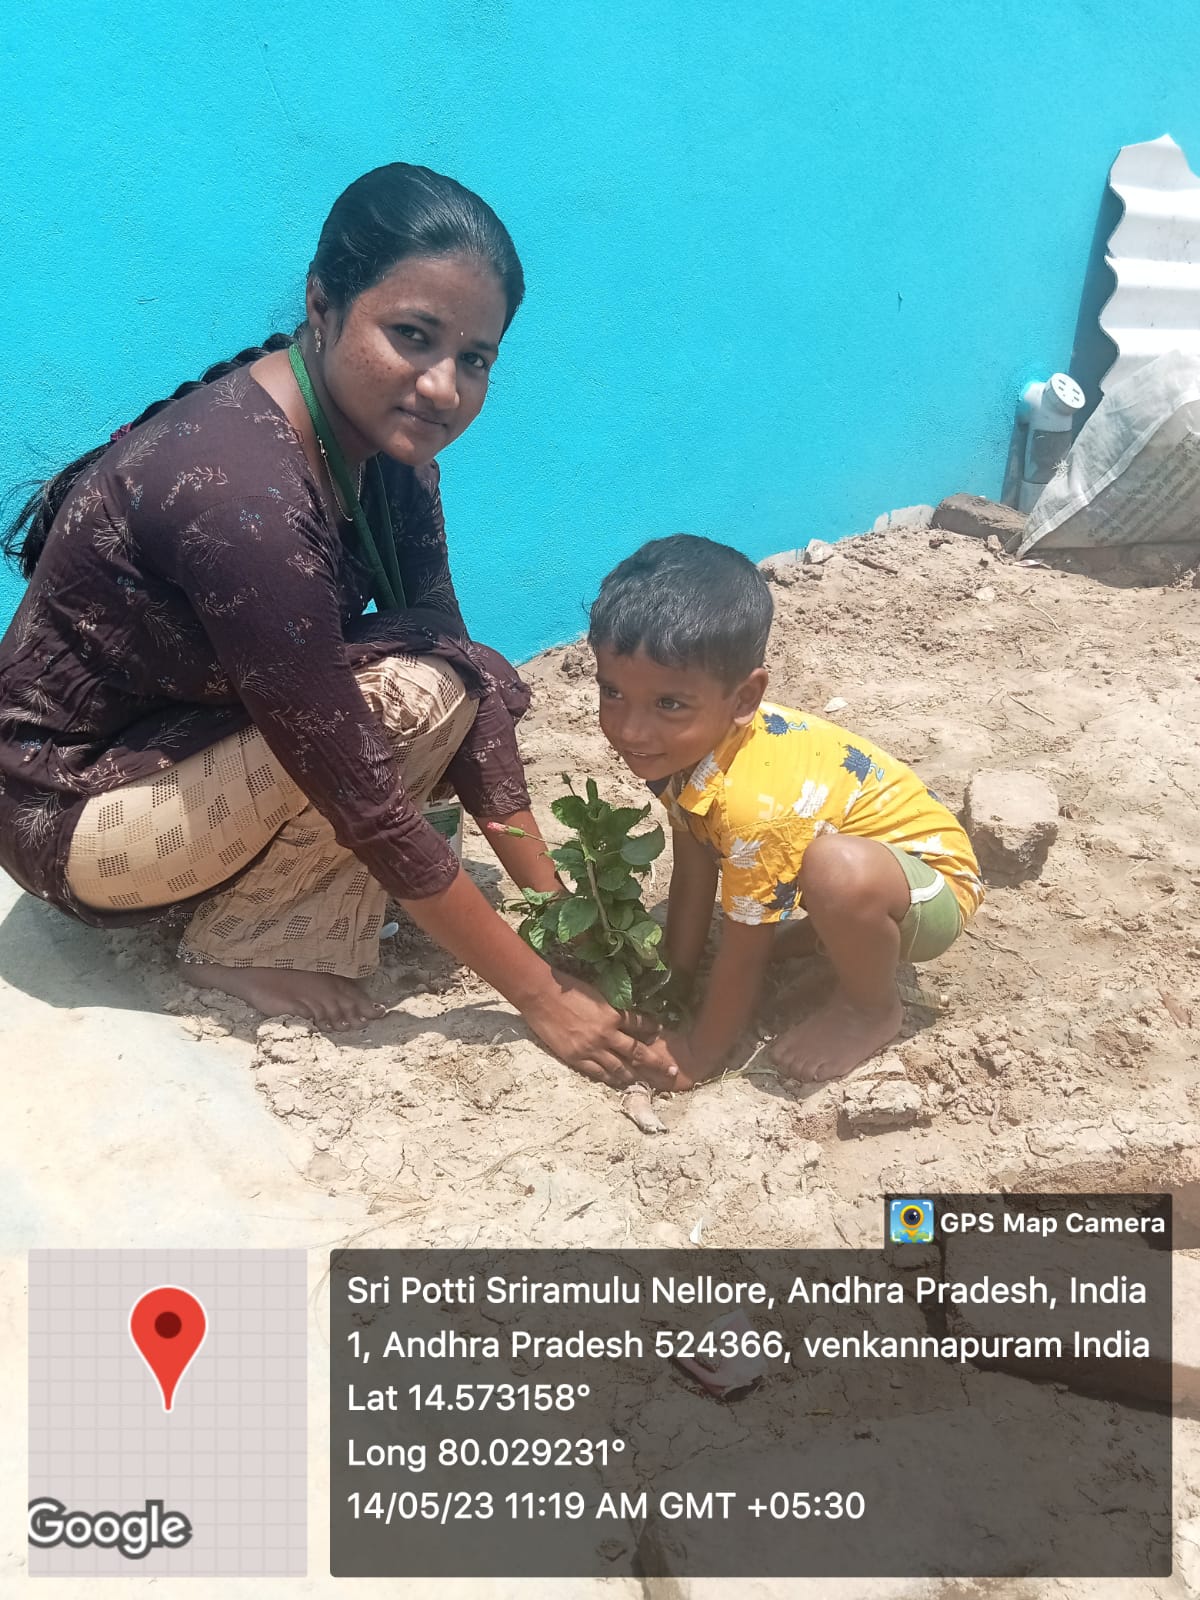 GPS Map Camera
Sri Potti Sriramulu Nellore, Andhra Pradesh, India
1, Andhra Pradesh 524366, venkannapuram India
Lat 14.573158°
Long 80.029231°
14/05/23 11:19 AM GMT +05:30
Google